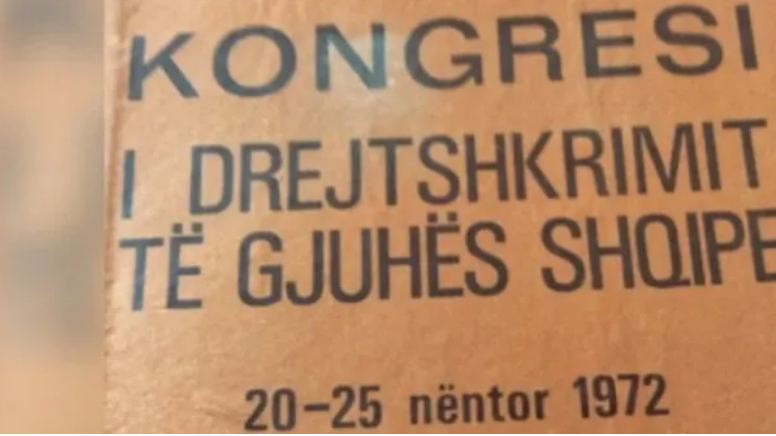 KONGRESI
I DREJTSHKRIMIT
TË GJUHËS SHQIPE
20-25 nëntor 1972